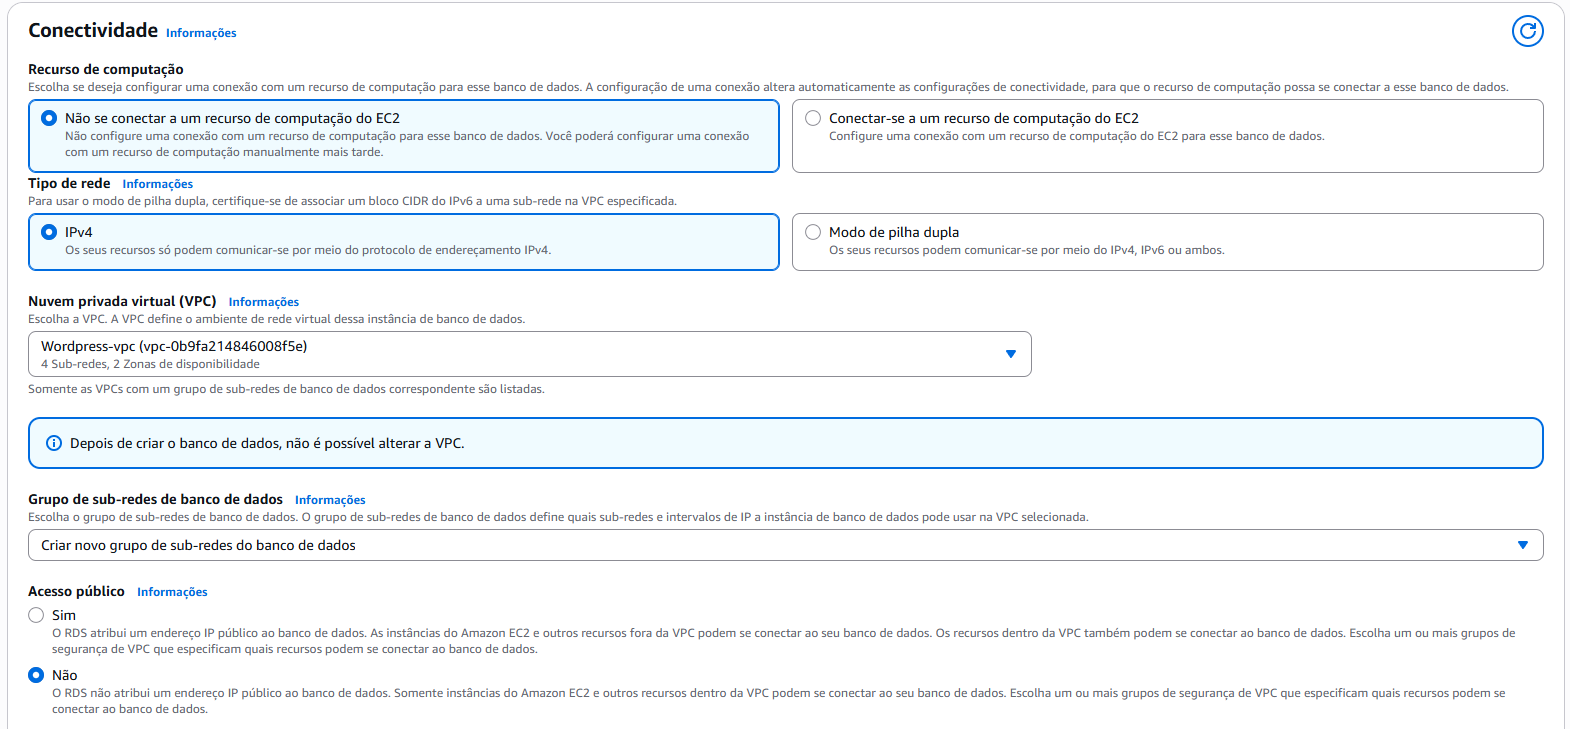 Conectividade Informações
Recurso de computação
Escolha se deseja configurar uma conexão com um recurso de computação para esse banco de dados. A configuração de uma conexão altera automaticamente as configurações de conectividade, para que o recurso de computação possa se conectar a esse banco de dados.
Não se conectar a um recurso de computação do EC2
Não configure uma conexão com um recurso de computação para esse banco de dados. Você poderá configurar uma conexão
com um recurso de computação manualmente mais tarde.
Conectar-se a um recurso de computação do EC2
Configure uma conexão com um recurso de computação do EC2 para esse banco de dados.
Tipo de rede Informações
Para usar o modo de pilha dupla, certifique-se de associar um bloco CIDR do IPv6 a uma sub-rede na VPC especificada.
IPv4
Os seus recursos só podem comunicar-se por meio do protocolo de endereçamento IPv4.
Modo de pilha dupla
Os seus recursos podem comunicar-se por meio do IPv4, IPv6 ou ambos.
Nuvem privada virtual (VPC) Informações
Escolha a VPC. A VPC define o ambiente de rede virtual dessa instância de banco de dados.
Wordpress-vpc (vpc-0b9fa214846008f5e)
4 Sub-redes, 2 Zonas de disponibilidade
Somente as VPCs com um grupo de sub-redes de banco de dados correspondente são listadas.
Depois de criar o banco de dados, não é possível alterar a VPC.
Grupo de sub-redes de banco de dados Informações
Escolha o grupo de sub-redes de banco de dados. O grupo de sub-redes de banco de dados define quais sub-redes e intervalos de IP a instância de banco de dados pode usar na VPC selecionada.
Criar novo grupo de sub-redes do banco de dados
Acesso público Informações
Sim
O RDS atribui um endereço IP público ao banco de dados. As instâncias do Amazon EC2 e outros recursos fora da VPC podem se conectar ao seu banco de dados. Os recursos dentro da VPC também podem se conectar ao banco de dados. Escolha um ou mais grupos de
segurança de VPC que especificam quais recursos podem se conectar ao banco de dados.
Não
O RDS não atribui um endereço IP público ao banco de dados. Somente instâncias do Amazon EC2 e outros recursos dentro da VPC podem se conectar ao seu banco de dados. Escolha um ou mais grupos de segurança de VPC que especificam quais recursos podem se
conectar ao banco de dados.